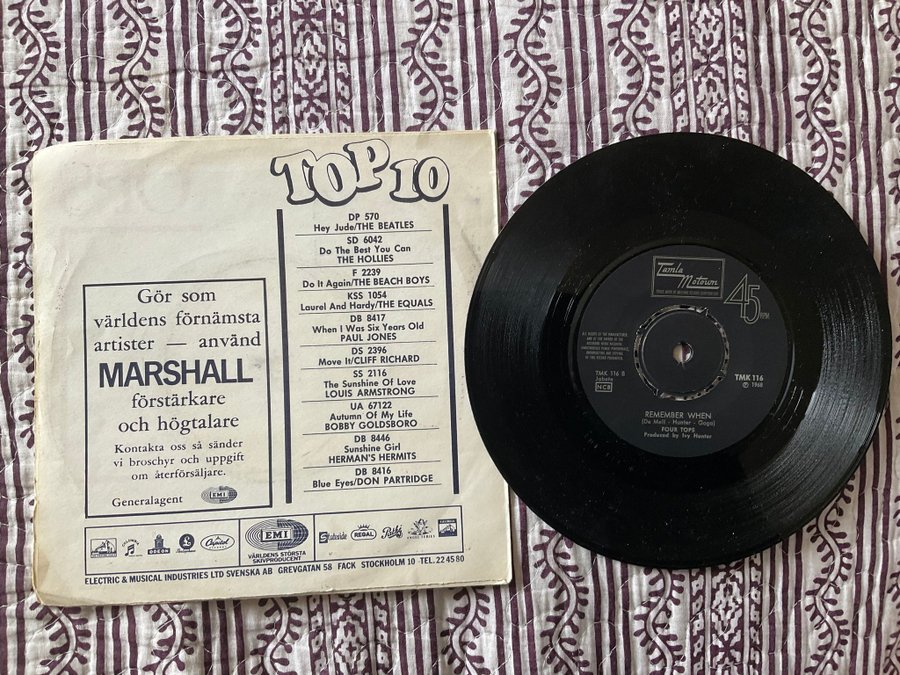 TOP 10
DP 570
Hey Jude/THE BEATLES
SD 6042
Do The Best You Can
THE HOLLIES
F 2239
Do It Again/THE BEACH BOYS
KSS 1054
Laurel And Hardy/THE EQUALS
DB 8417
When I Was Six Years Old
PAUL JONES
DS 2396
Move It/CLIFF RICHARD
SS 2116
The Sunshine Of Love
LOUIS ARMSTRONG
UA 67122
Autumn Of My Life
BOBBY GOLDSBORO
DB 8446
Sunshine Girl
HERMAN'S HERMITS
DB 8416
Blue Eyes/DON PARTRIDGE
Gör som
världens förnämsta
artister — använd
MARSHALL
förstärkare
och högtalare
Kontakta oss så sänder
vi broschyr och uppgift
om återförsäljare.
Generalagent EMI
ODEON
Capitol
EMI
VÄRLDENS STÖRSTA
SKIVPRODUCENT
Stateside
REGAL
Pathé
ELECTRIC & MUSICAL INDUSTRIES LTD SVENSKA AB GREVGATAN 58 FACK STOCKHOLM 10 - TEL. 22 45 80
Tamla
Motown
45
RPM
TMK 116 B
Jobete
NCB
TMK 116
℗ 1968
REMEMBER WHEN
(De Mell - Hunter - Goga)
FOUR TOPS
Produced by Ivy Hunter